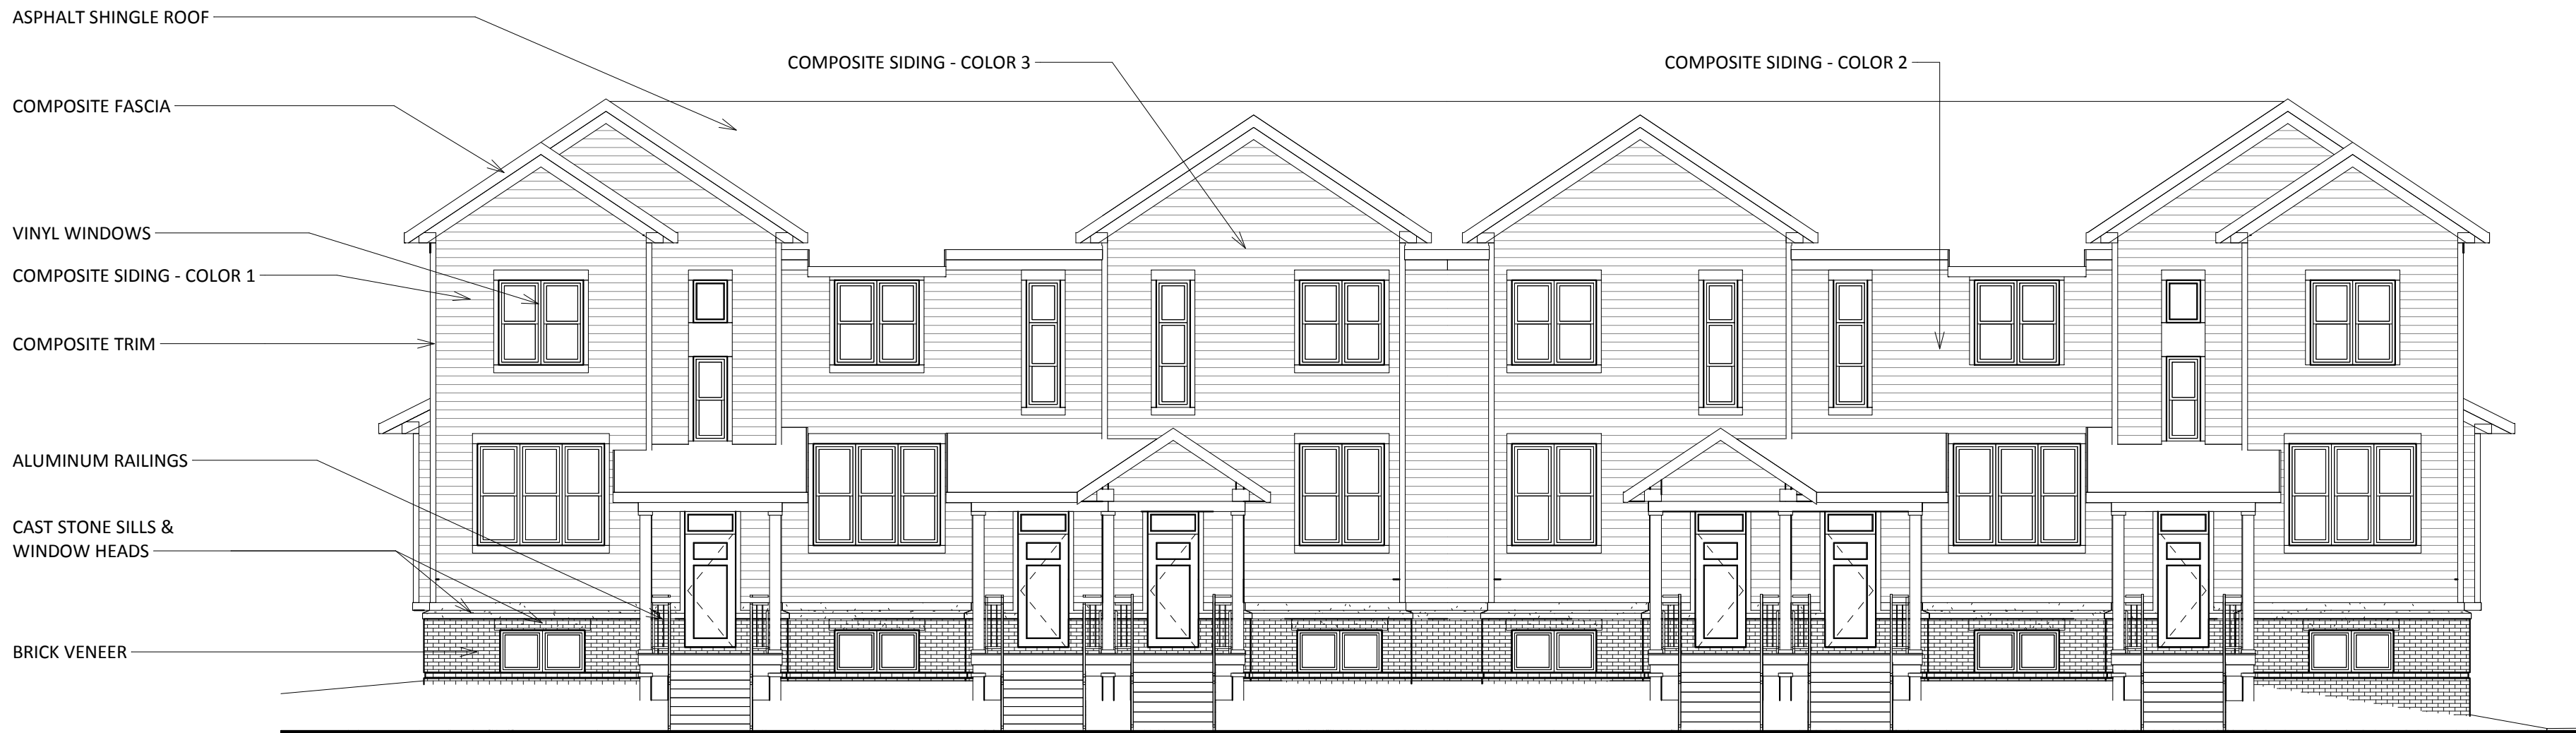 ASPHALT SHINGLE ROOF
COMPOSITE SIDING - COLOR 3
COMPOSITE SIDING - COLOR 2
COMPOSITE FASCIA
VINYL WINDOWS
COMPOSITE SIDING - COLOR 1
COMPOSITE TRIM
ALUMINUM RAILINGS
CAST STONE SILLS &
WINDOW HEADS
BRICK VENEER